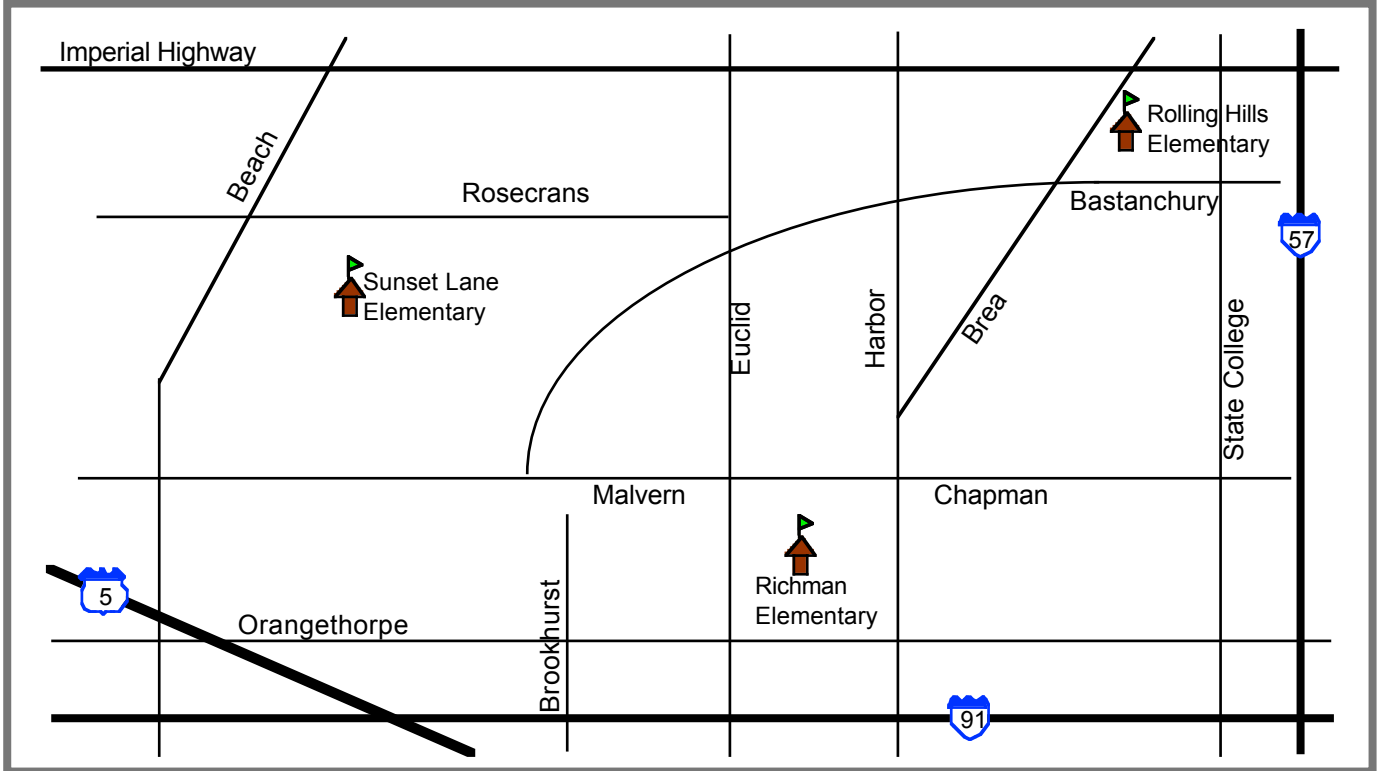 Imperial Highway
Beach
Rosecrans
Rolling Hills
Elementary
Bastanchury
57
Sunset Lane
Elementary
Euclid
Harbor
Brea
State College
Malvern
Chapman
Richman
Elementary
5
Orangethorpe
Brookhurst
91